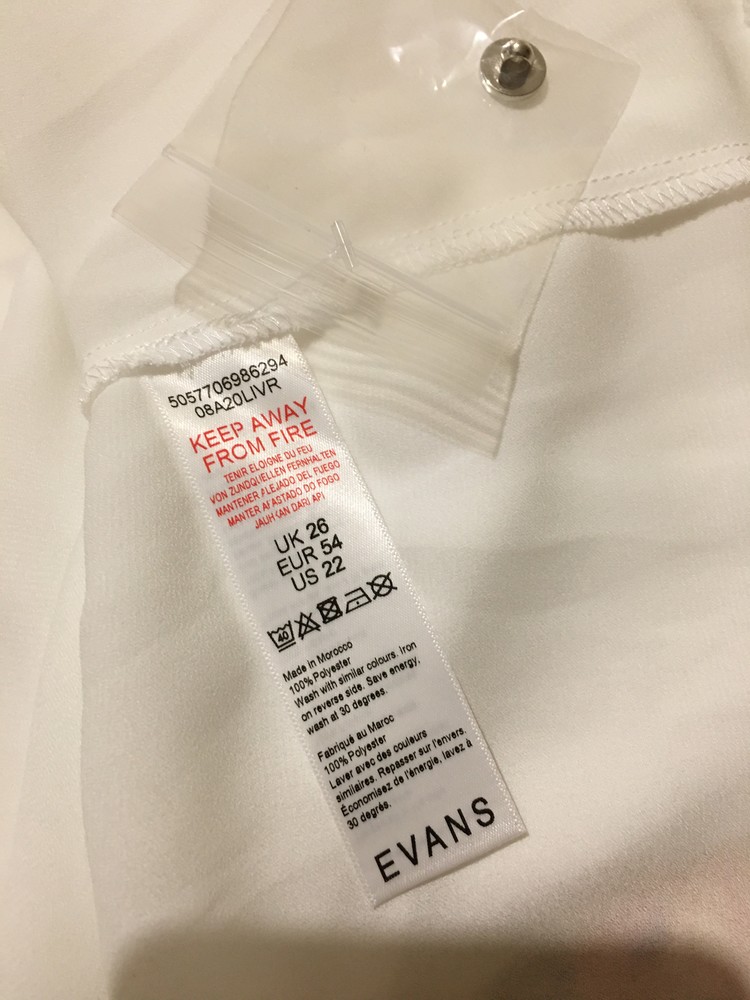 5057706986294
08A20LIVR
KEEP AWAY
FROM FIRE
TENIR ELOIGNE DU FEU
VON ZUNDQUELLEN FERNHALTEN
MANTENER ALEJADO DEL FUEGO
MANTER AFASTADO DO FOGO
JAUHKAN DARI API
UK 26
EUR 54
US 22
40
Made in Morocco
100% Polyester
Wash with similar colours. Iron
on reverse side. Save energy,
wash at 30 degrees.
Fabriqué au Maroc
100% Polyester
Laver avec des couleurs
similaires. Repasser sur l'envers.
Économisez de l'énergie, lavez à
30 degrés.
EVANS